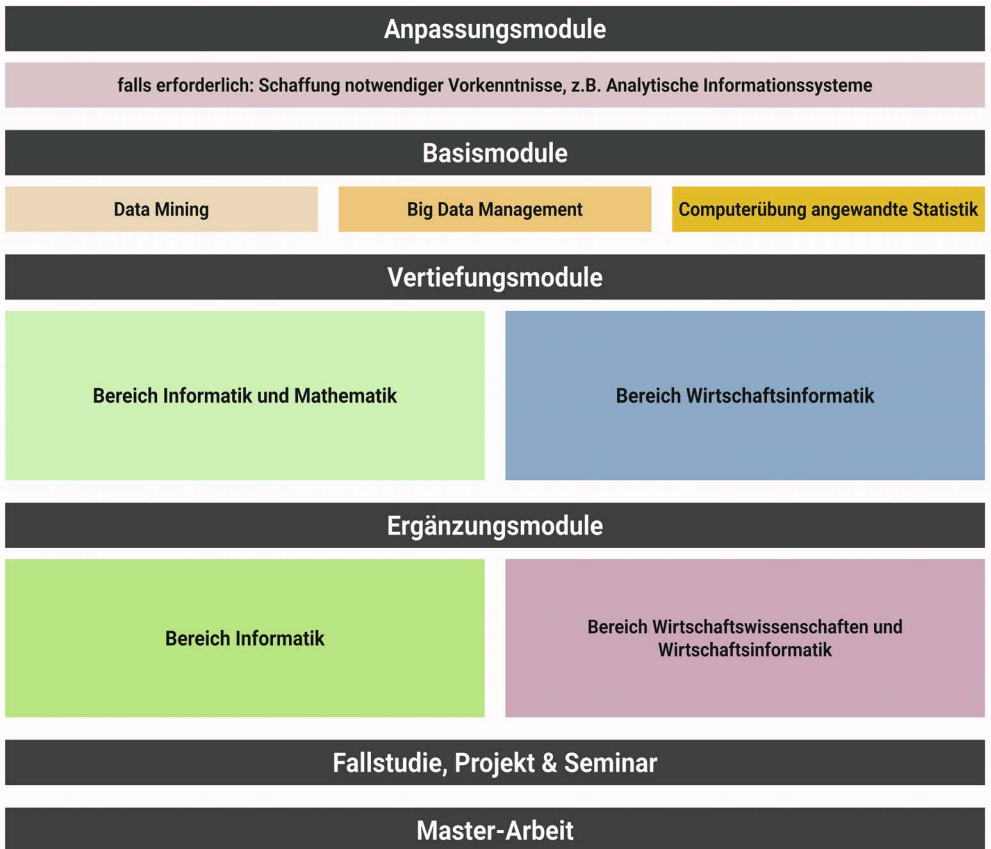 Anpassungsmodule
falls erforderlich: Schaffung notwendiger Vorkenntnisse, z.B. Analytische Informationssysteme
Basismodule
Data Mining
Big Data Management
Computerübung angewandte Statistik
Vertiefungsmodule
Bereich Informatik und Mathematik
Bereich Wirtschaftsinformatik
Ergänzungsmodule
Bereich Informatik
Bereich Wirtschaftswissenschaften und
Wirtschaftsinformatik
Fallstudie, Projekt & Seminar
Master-Arbeit